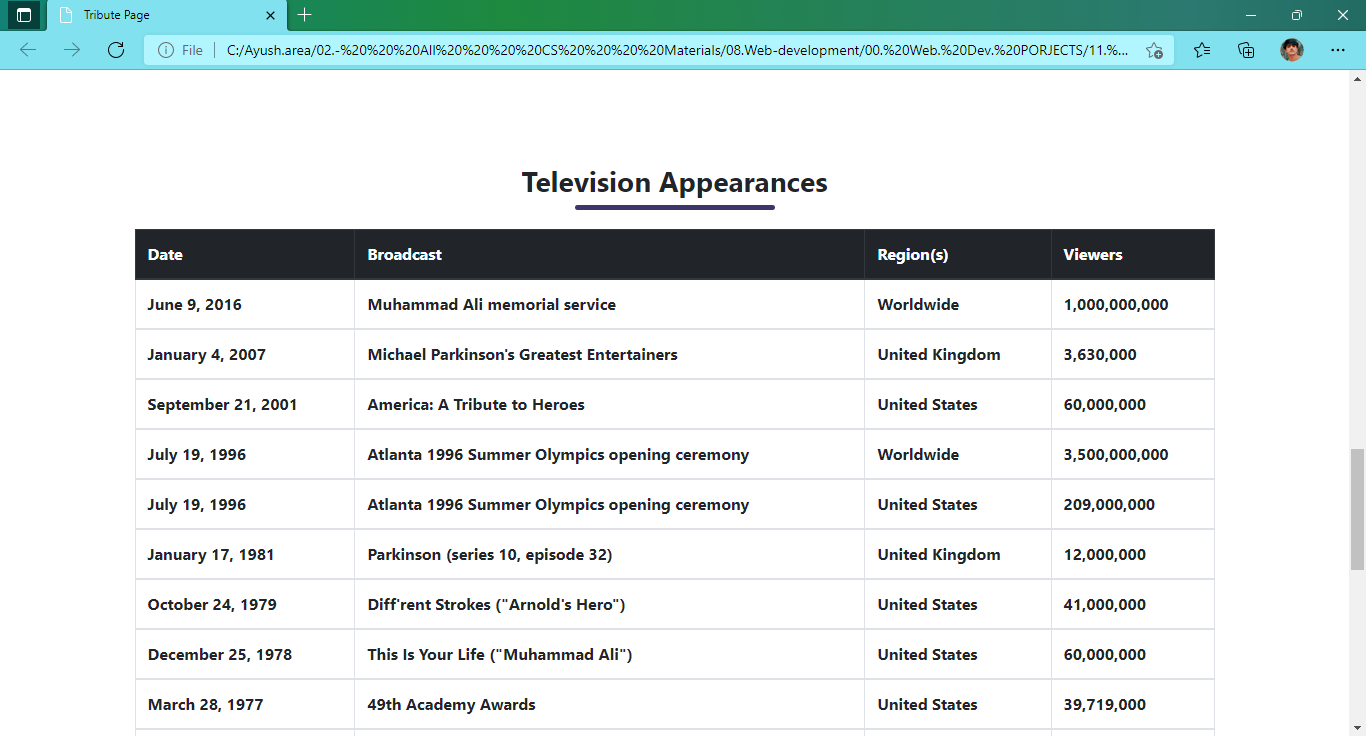 Tribute Page
File
C:/Ayush.area/02.-%20%20%20All%20%20%20%20CS%20%20%20%20Materials/08.Web-development/00.%20Web.%20Dev.%20PORJECTS/11.%...
Television Appearances
Date Broadcast Region(s) Viewers
June 9, 2016 Muhammad Ali memorial service Worldwide 1,000,000,000
January 4, 2007 Michael Parkinson's Greatest Entertainers United Kingdom 3,630,000
September 21, 2001 America: A Tribute to Heroes United States 60,000,000
July 19, 1996 Atlanta 1996 Summer Olympics opening ceremony Worldwide 3,500,000,000
July 19, 1996 Atlanta 1996 Summer Olympics opening ceremony United States 209,000,000
January 17, 1981 Parkinson (series 10, episode 32) United Kingdom 12,000,000
October 24, 1979 Diff'rent Strokes ("Arnold's Hero") United States 41,000,000
December 25, 1978 This Is Your Life ("Muhammad Ali") United States 60,000,000
March 28, 1977 49th Academy Awards United States 39,719,000